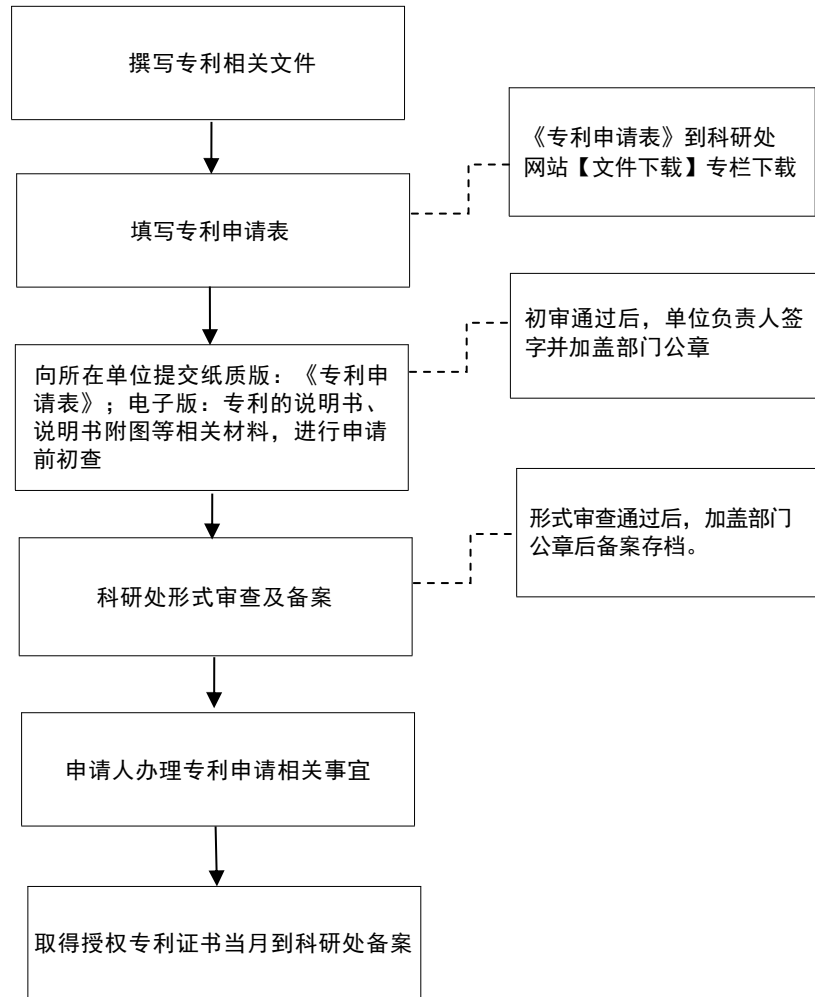 撰写专利相关文件
《专利申请表》到科研处
网站【文件下载】专栏下载
填写专利申请表
初审通过后，单位负责人签
字并加盖部门公章
向所在单位提交纸质版：《专利申
请表》；电子版：专利的说明书、
说明书附图等相关材料，进行申请
前初查
形式审查通过后，加盖部门
公章后备案存档。
科研处形式审查及备案
申请人办理专利申请相关事宜
取得授权专利证书当月到科研处备案